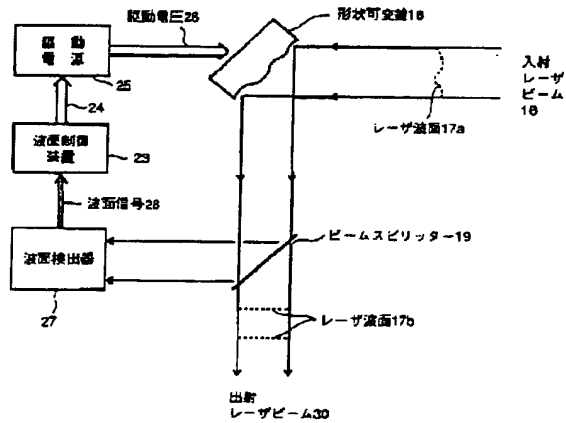 駆動電圧26
形状可変鏡18
駆動
電源
25
入射
レーザ
ビーム
16
レーザ波面17a
24
波面制御
装置
23
波面信号28
ビームスピリッター19
波面検出器
27
レーザ波面17b
出射
レーザビーム30